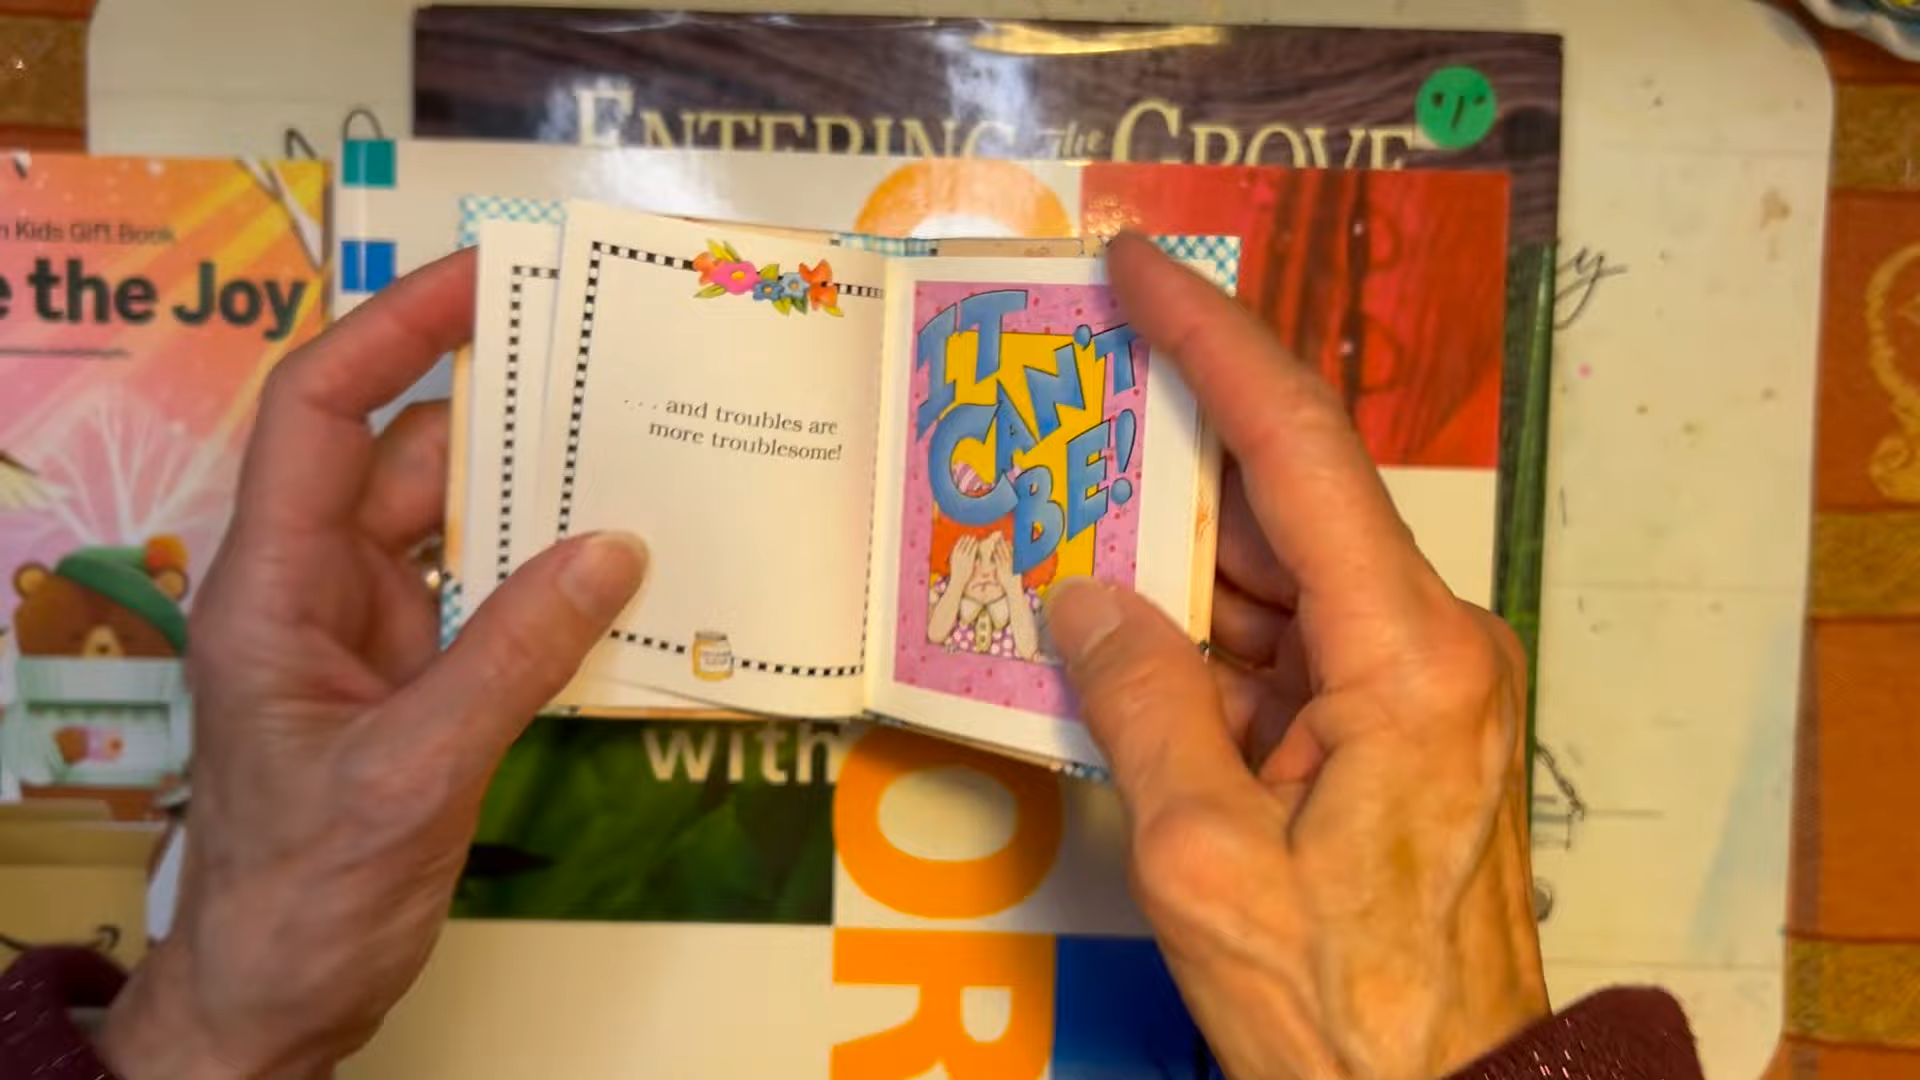 ENTERING the GROVE
n Kids Gift Book
e the Joy
. . . and troubles are
more troublesome!
IT
CAN'T
BE!
with
OR